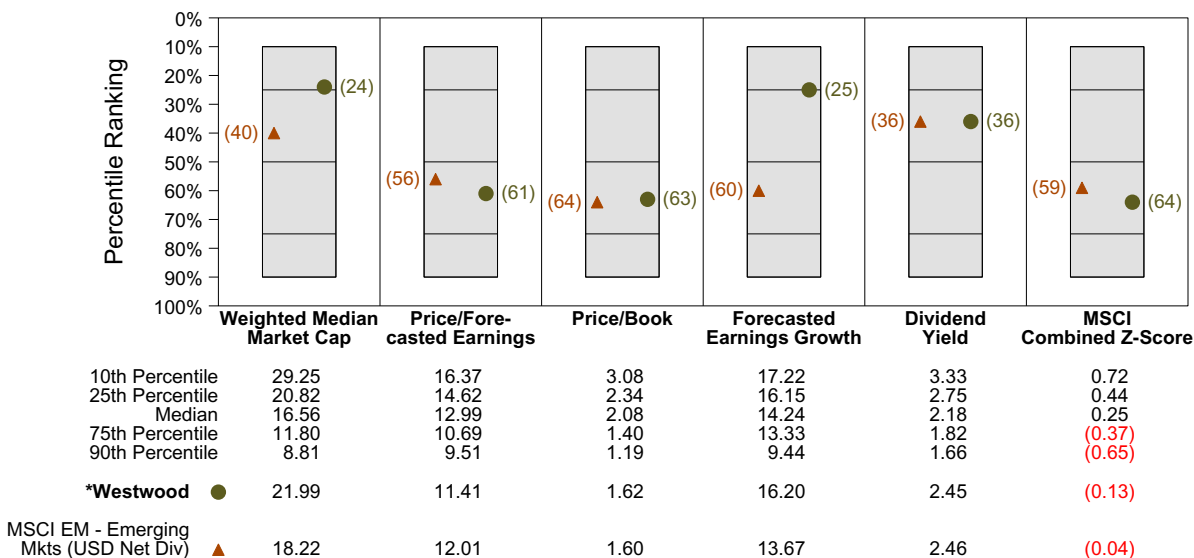 0%
10%
20%
30%
40%
50%
60%
70%
80%
90%
100%
Percentile Ranking
(24)
(40)
(56)
(61)
(64)
(63)
(25)
(60)
(36)
(36)
(59)
(64)
Weighted Median
Market Cap
Price/Fore-
casted Earnings
Price/Book
Forecasted
Earnings Growth
Dividend
Yield
MSCI
Combined Z-Score
10th Percentile 29.25 16.37 3.08 17.22 3.33 0.72
25th Percentile 20.82 14.62 2.34 16.15 2.75 0.44
Median 16.56 12.99 2.08 14.24 2.18 0.25
75th Percentile 11.80 10.69 1.40 13.33 1.82 (0.37)
90th Percentile 8.81 9.51 1.19 9.44 1.66 (0.65)
*Westwood 21.99 11.41 1.62 16.20 2.45 (0.13)
MSCI EM - Emerging
Mkts (USD Net Div) 18.22 12.01 1.60 13.67 2.46 (0.04)